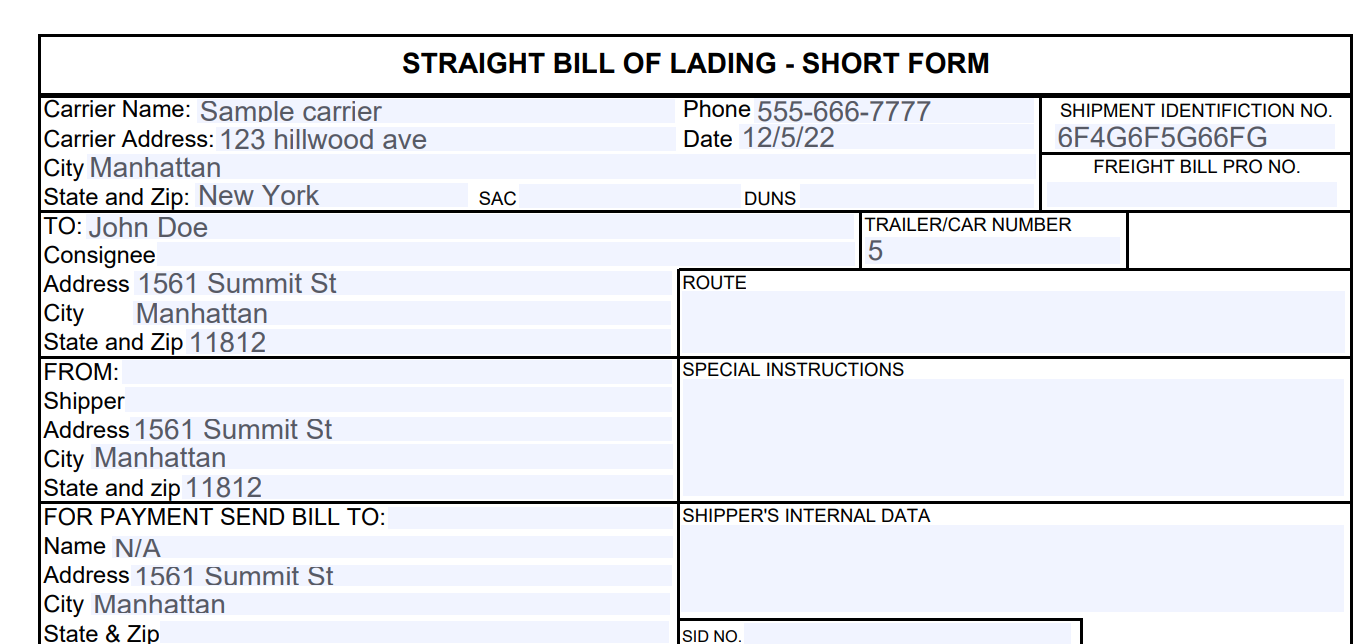 STRAIGHT BILL OF LADING - SHORT FORM
Carrier Name: Sample carrier Phone 555-666-7777
Carrier Address: 123 hillwood ave Date 12/5/22
City Manhattan
State and Zip: New York SAC DUNS
SHIPMENT IDENTIFICTION NO.
6F4G6F5G66FG
FREIGHT BILL PRO NO.
TO: John Doe
Consignee
TRAILER/CAR NUMBER
5
Address 1561 Summit St
City Manhattan
State and Zip 11812
ROUTE
FROM:
Shipper
Address 1561 Summit St
City Manhattan
State and zip 11812
SPECIAL INSTRUCTIONS
FOR PAYMENT SEND BILL TO:
Name N/A
Address 1561 Summit St
City Manhattan
State & Zip
SHIPPER'S INTERNAL DATA
SID NO.